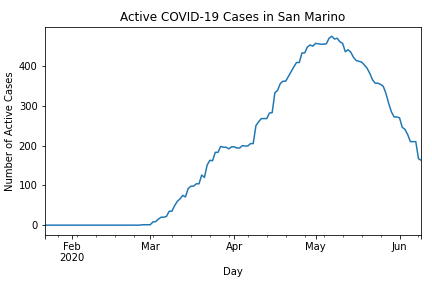 Active COVID-19 Cases in San Marino
Number of Active Cases
400
300
200
100
0
Feb
2020
Mar
Apr
May
Jun
Day